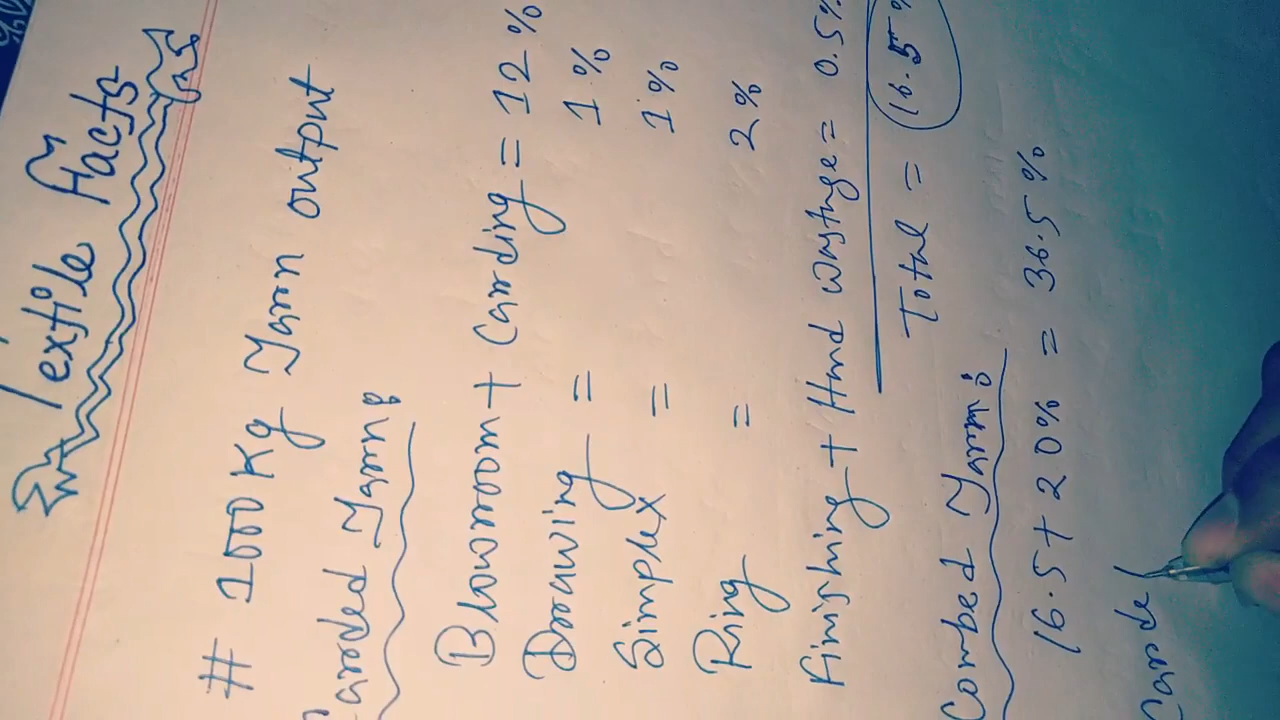 Textile Facts
# 1000 Kg Yarn output
Carded Yarn:
Blowroom + Carding = 12%
Drawing = 1%
Simplex = 1%
Ring = 2%
Finishing + Hard wastage = 0.5%
Total = 16.5%
Combed Yarn:
16.5 + 20% = 36.5%
Carde